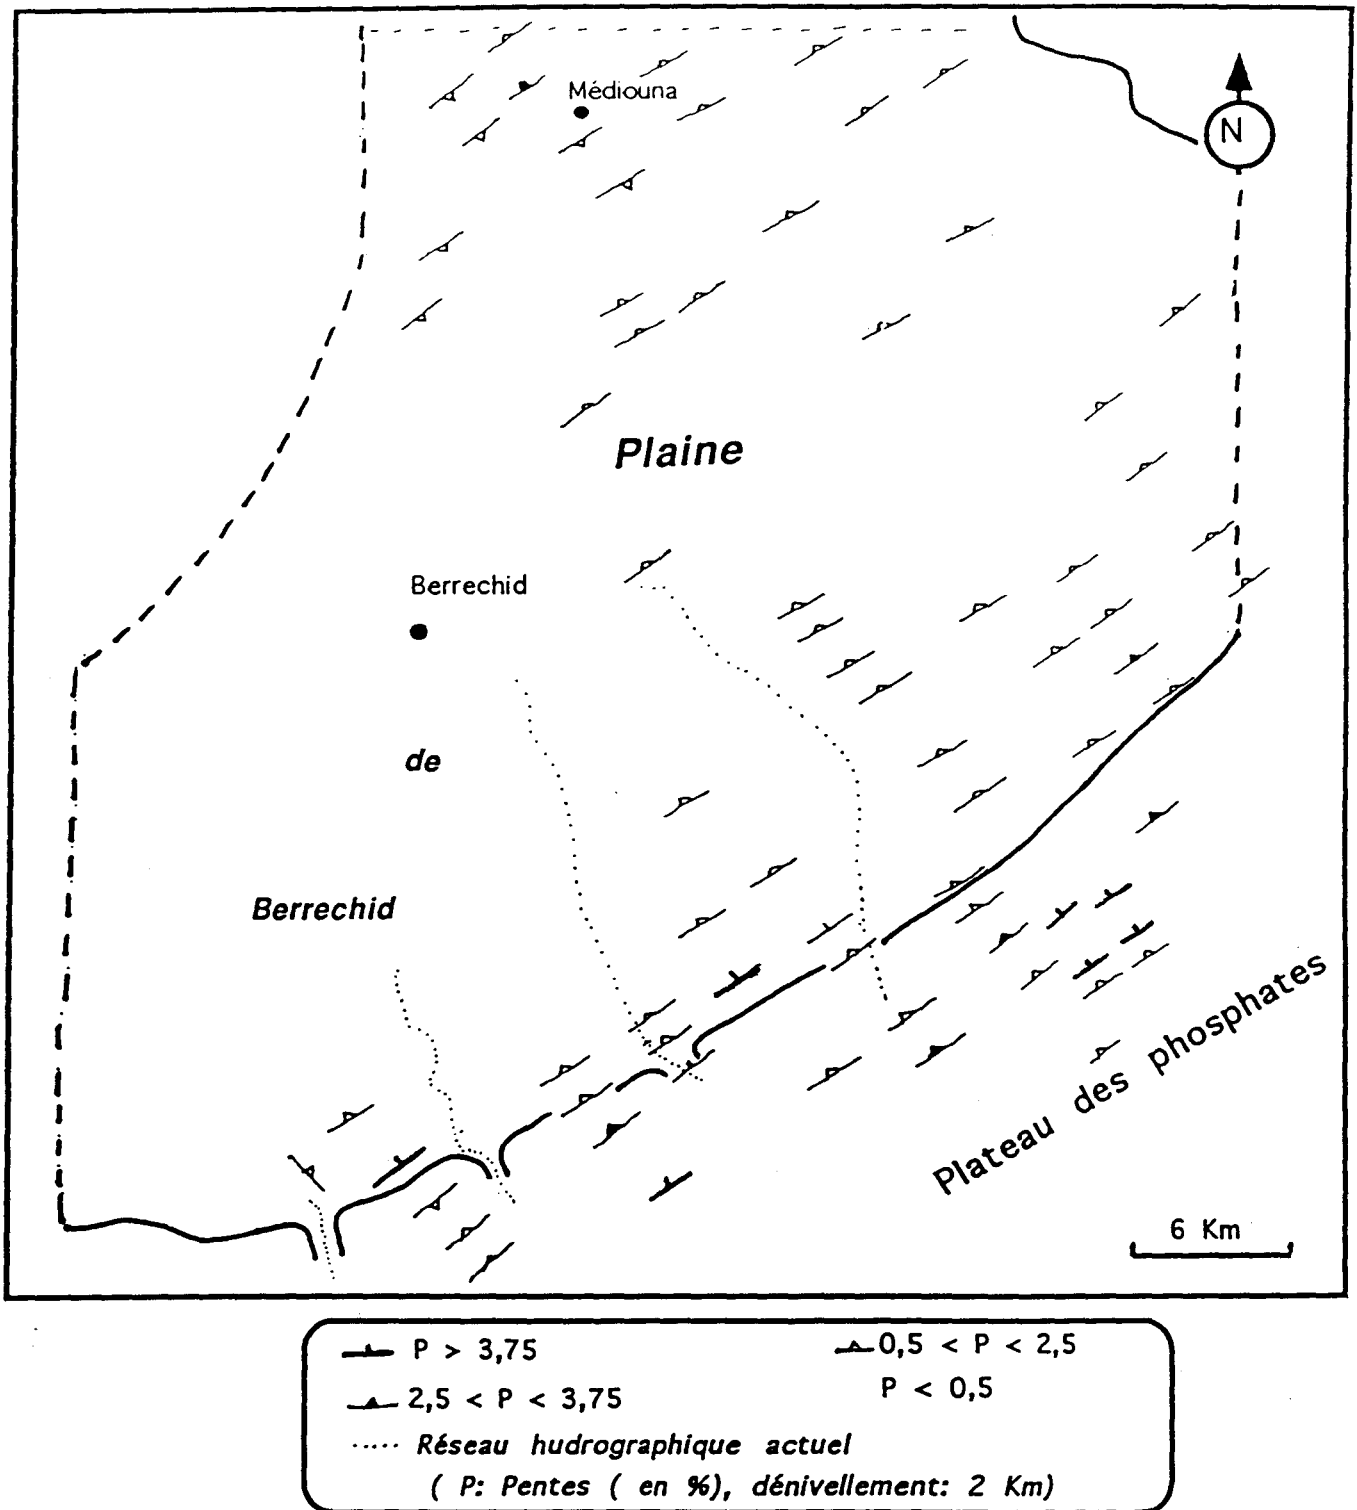 Médiouna
N
Plaine
Berrechid
de
Berrechid
Plateau des phosphates
6 Km
P > 3,75
0,5 < P < 2,5
2,5 < P < 3,75
P < 0,5
Réseau hudrographique actuel
( P: Pentes ( en %), dénivellement: 2 Km)